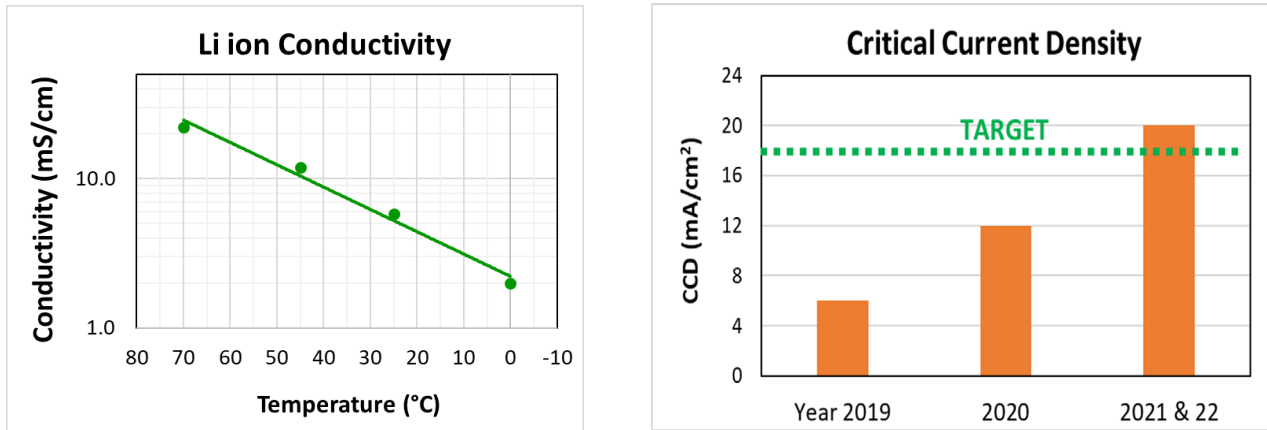 Li ion Conductivity
Conductivity (mS/cm)
10.0
1.0
80 70 60 50 40 30 20 10 0 -10
Temperature (°C)
Critical Current Density
CCD (mA/cm²)
24
20
16
12
8
4
0
TARGET
Year 2019 2020 2021 & 22